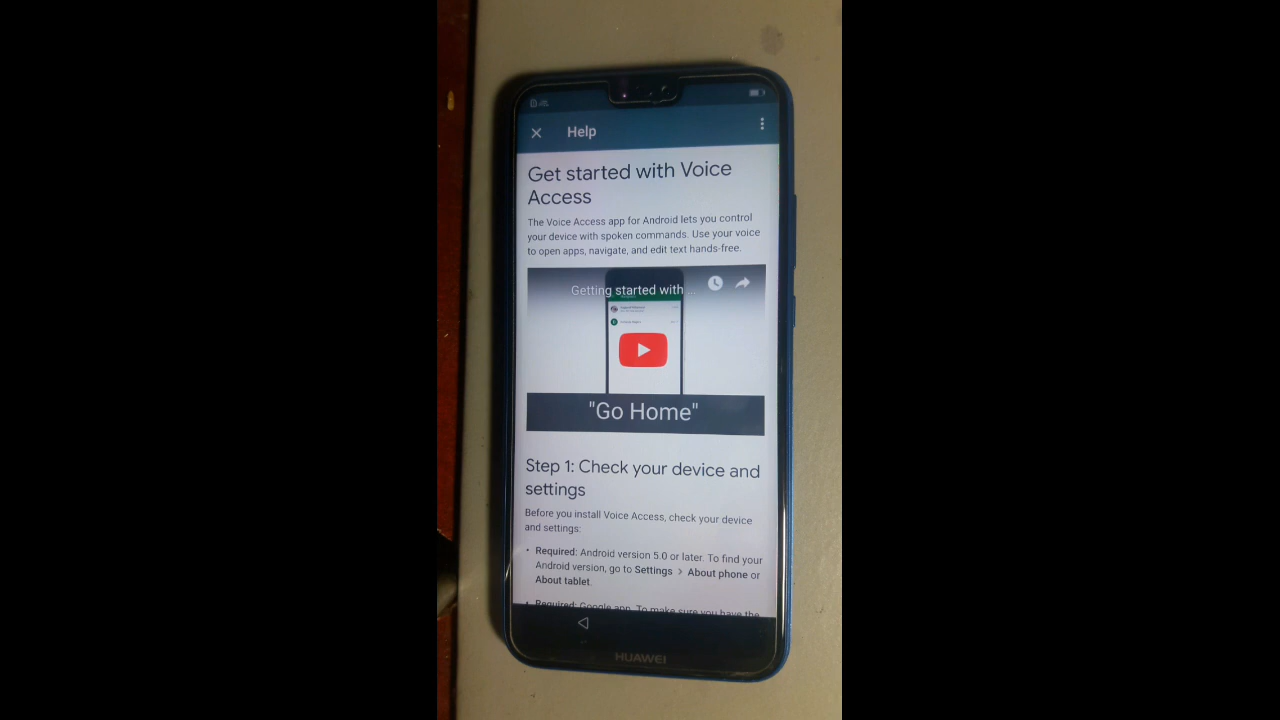 Help
Get started with Voice
Access
The Voice Access app for Android lets you control
your device with spoken commands. Use your voice
to open apps, navigate, and edit text hands-free.
Getting started with ...
"Go Home"
Step 1: Check your device and
settings
Before you install Voice Access, check your device
and settings:
• Required: Android version 5.0 or later. To find your
Android version, go to Settings > About phone or
About tablet.
• Required: Google app. To make sure you have the
HUAWEI